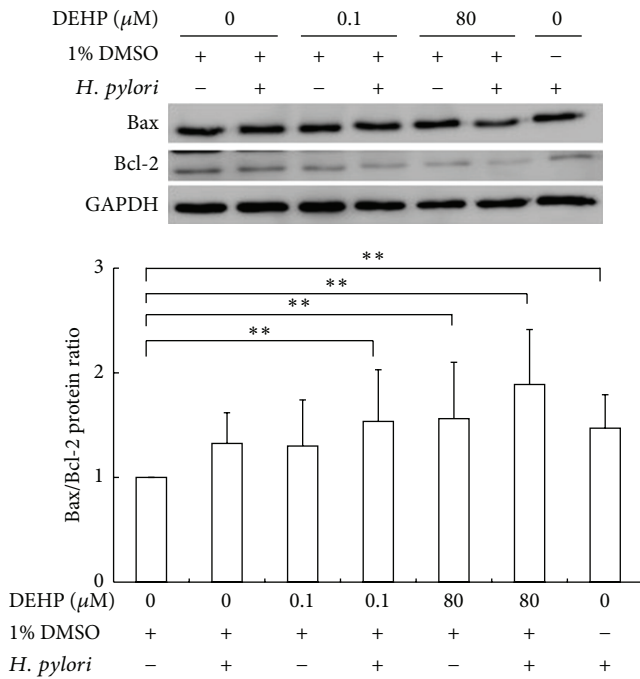 DEHP (μM) 0 0.1 80 0
1% DMSO + + + + + + −
H. pylori − + − + − + +
Bax
Bcl-2
GAPDH
3
**
**
**
**
2
1
0
Bax/Bcl-2 protein ratio
DEHP (μM) 0 0 0.1 0.1 80 80 0
1% DMSO + + + + + + −
H. pylori − + − + − + +